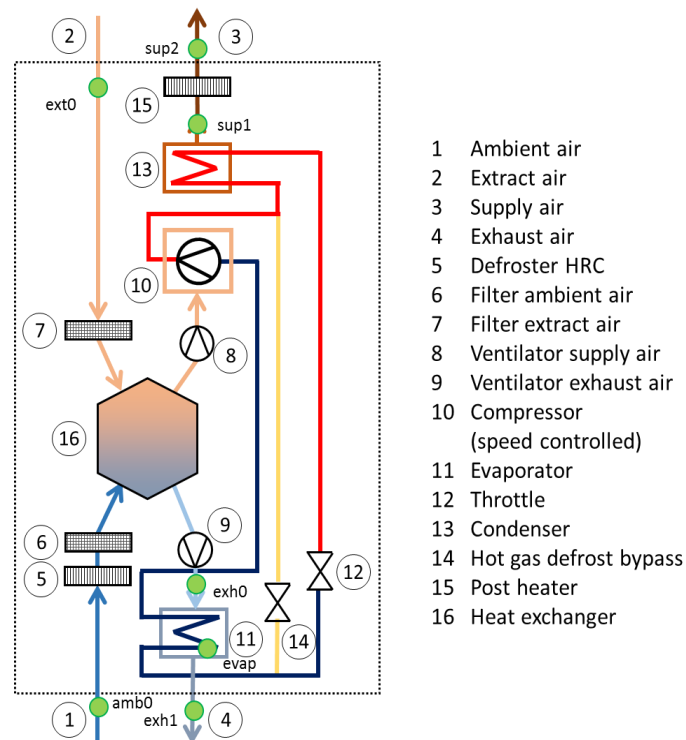 2
sup2
3
ext0
15
sup1
13
10
7
8
16
9
6
5
exh0
12
11
14
evap
amb0
1
exh1
4
1 Ambient air
2 Extract air
3 Supply air
4 Exhaust air
5 Defroster HRC
6 Filter ambient air
7 Filter extract air
8 Ventilator supply air
9 Ventilator exhaust air
10 Compressor
(speed controlled)
11 Evaporator
12 Throttle
13 Condenser
14 Hot gas defrost bypass
15 Post heater
16 Heat exchanger